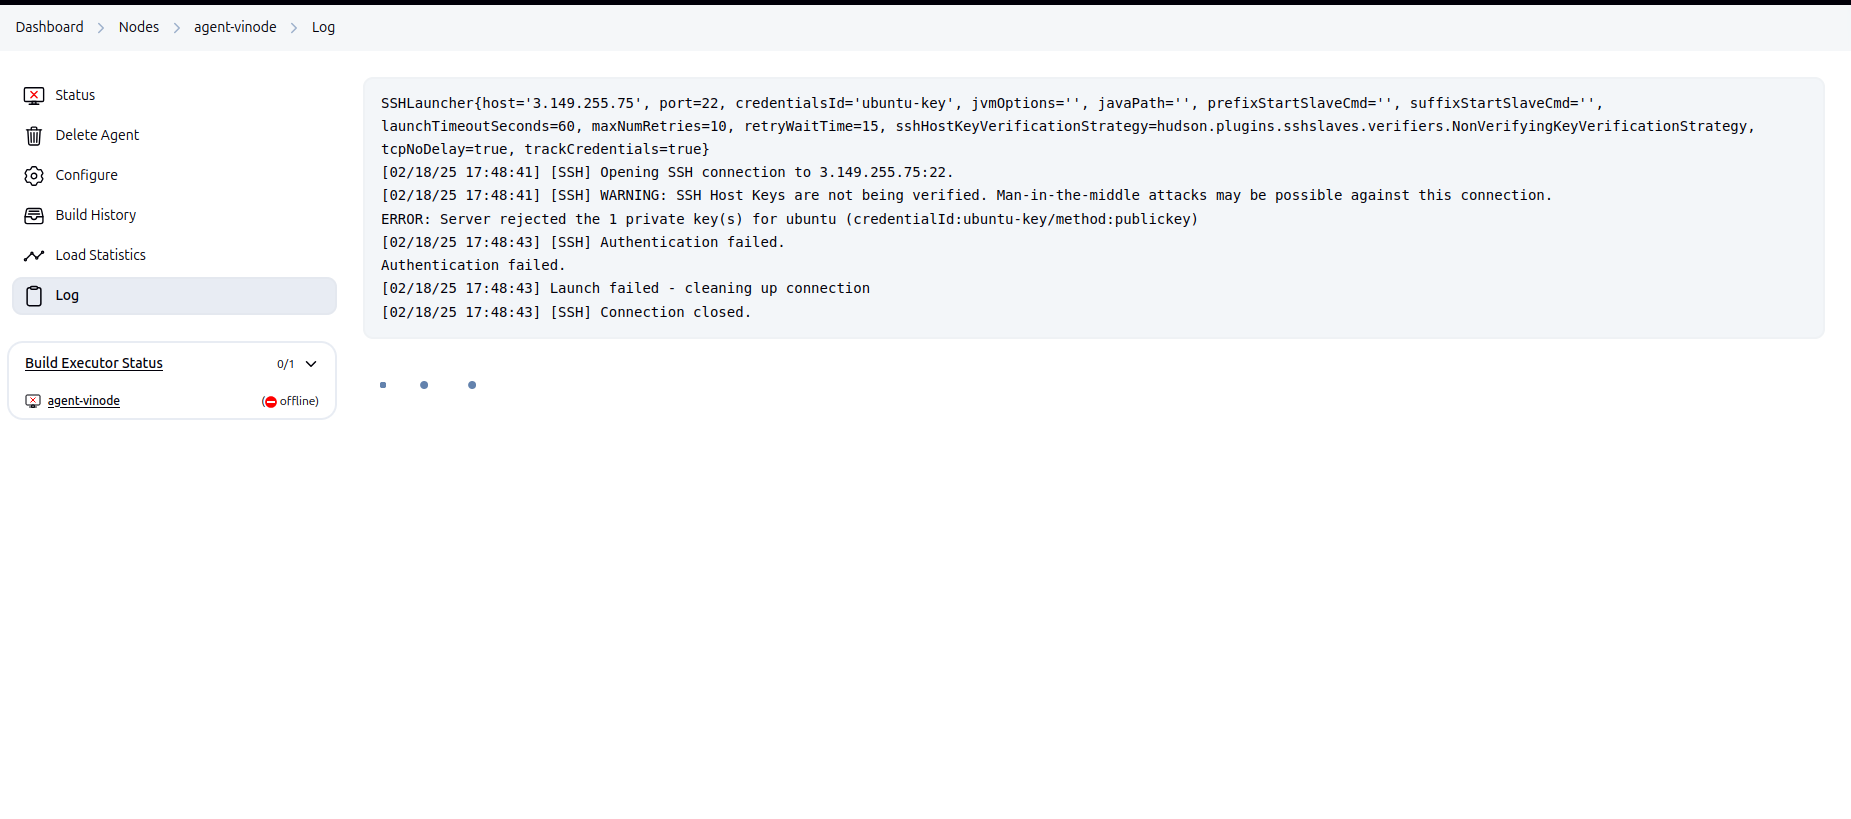 Dashboard > Nodes > agent-vinode > Log
Status
Delete Agent
Configure
Build History
Load Statistics
Log
Build Executor Status 0/1
agent-vinode (offline)
SSHLauncher{host='3.149.255.75', port=22, credentialsId='ubuntu-key', jvmOptions='', javaPath='', prefixStartSlaveCmd='', suffixStartSlaveCmd='',
launchTimeoutSeconds=60, maxNumRetries=10, retryWaitTime=15, sshHostKeyVerificationStrategy=hudson.plugins.sshslaves.verifiers.NonVerifyingKeyVerificationStrategy,
tcpNoDelay=true, trackCredentials=true}
[02/18/25 17:48:41] [SSH] Opening SSH connection to 3.149.255.75:22.
[02/18/25 17:48:41] [SSH] WARNING: SSH Host Keys are not being verified. Man-in-the-middle attacks may be possible against this connection.
ERROR: Server rejected the 1 private key(s) for ubuntu (credentialId:ubuntu-key/method:publickey)
[02/18/25 17:48:43] [SSH] Authentication failed.
Authentication failed.
[02/18/25 17:48:43] Launch failed - cleaning up connection
[02/18/25 17:48:43] [SSH] Connection closed.